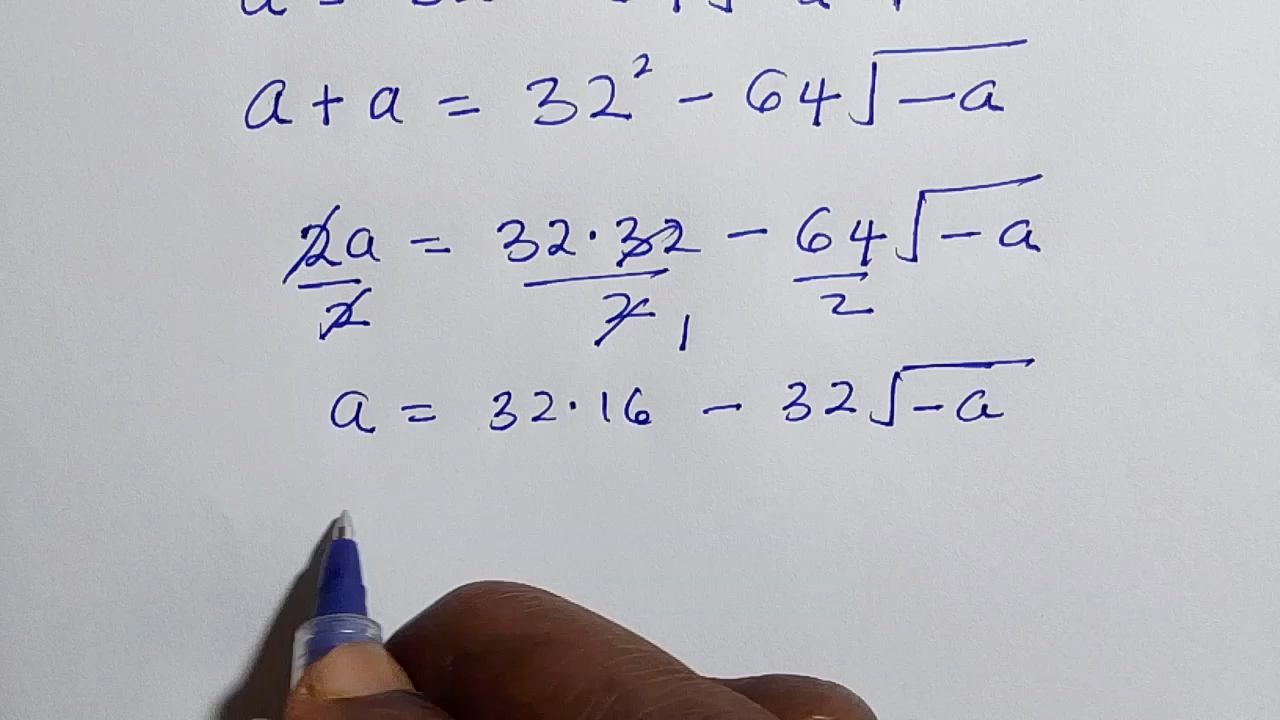 a + a = 32² - 64√-a
2a = 32·32 - 64√-a
2 2 1 2
a = 32·16 - 32√-a